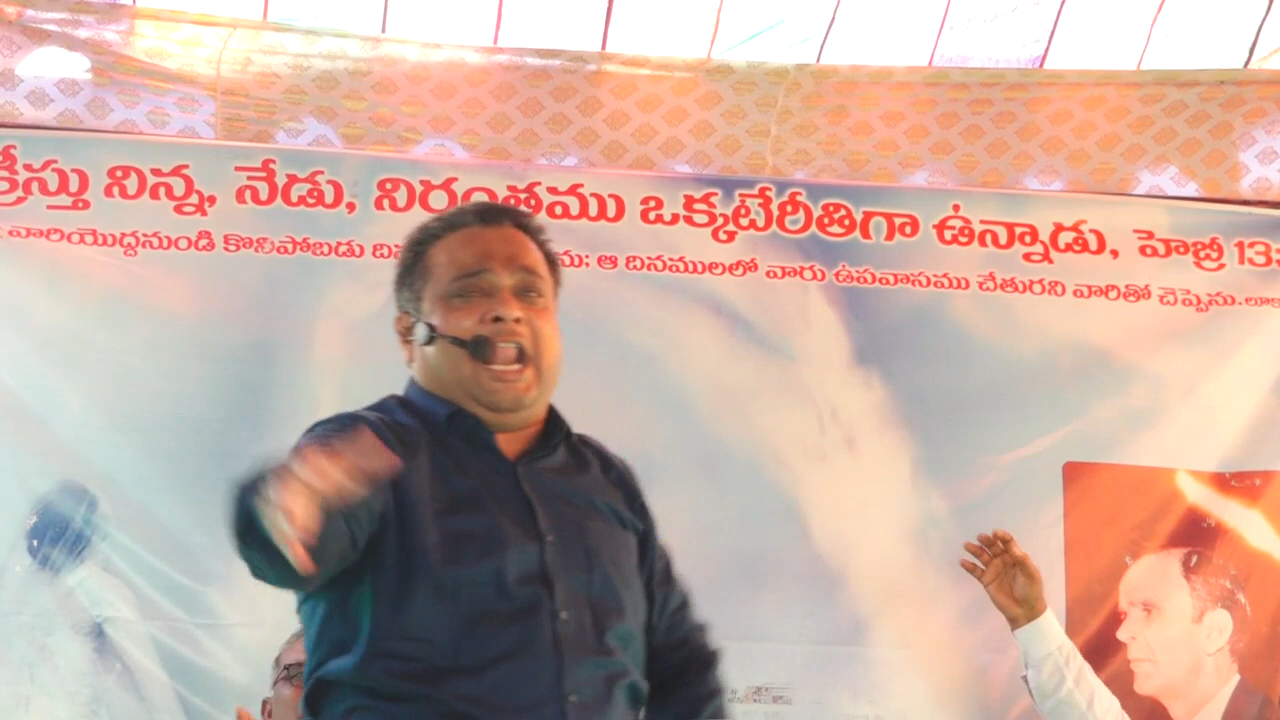 క్రీస్తు నిన్న, నేడు, నిరంతము ఒక్కటేరీతిగా ఉన్నాడు, హెబ్రీ 13:
వారియొద్దనుండి కొనిపోబడు ను; ఆ దినములలో వారు ఉపవాసము చేతురని వారితో చెప్పెను. లూకా